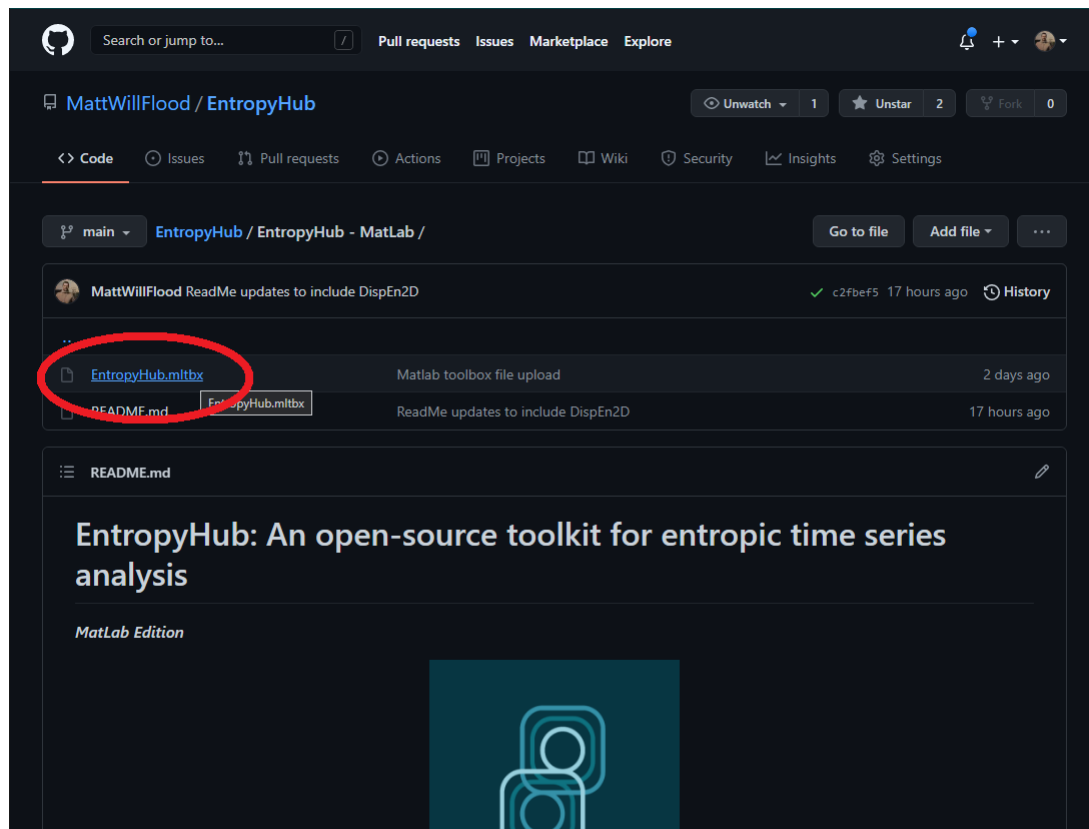 Search or jump to... / Pull requests Issues Marketplace Explore
MattWillFlood / EntropyHub Unwatch 1 Unstar 2 Fork 0
<> Code Issues Pull requests Actions Projects Wiki Security Insights Settings
main EntropyHub / EntropyHub - MatLab / Go to file Add file ...
MattWillFlood ReadMe updates to include DispEn2D c2fbef5 17 hours ago History
..
EntropyHub.mltbx Matlab toolbox file upload 2 days ago
EntropyHub.mltbx
README.md ReadMe updates to include DispEn2D 17 hours ago
README.md
EntropyHub: An open-source toolkit for entropic time series
analysis
MatLab Edition